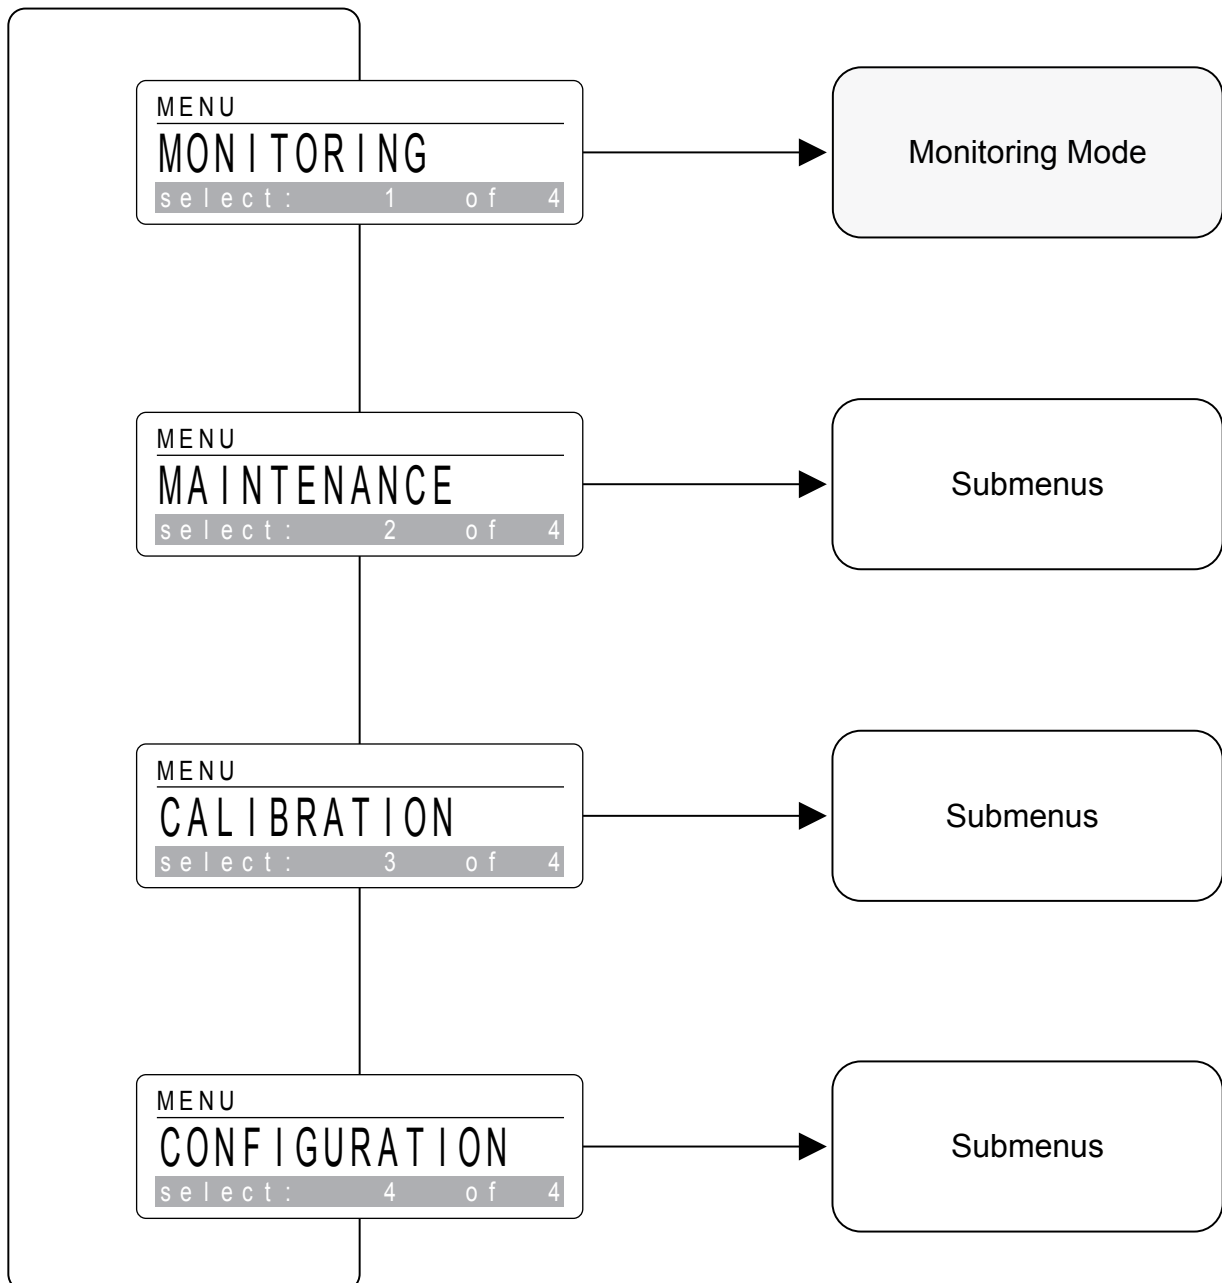 MENU
MONITORING
select: 1 of 4
Monitoring Mode
MENU
MAINTENANCE
select: 2 of 4
Submenus
MENU
CALIBRATION
select: 3 of 4
Submenus
MENU
CONFIGURATION
select: 4 of 4
Submenus